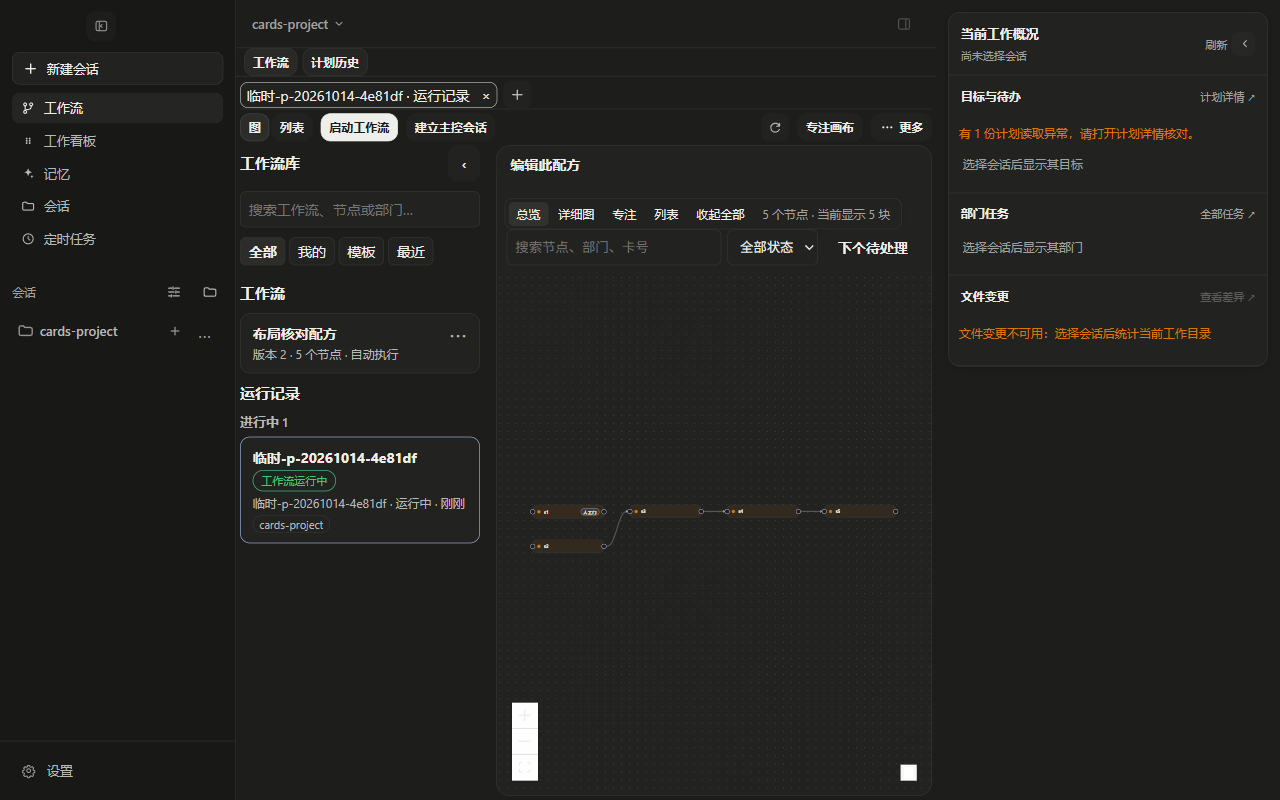 新建会话
工作流
工作看板
记忆
会话
定时任务
会话
cards-project
设置
cards-project
工作流 计划历史
临时-p-20261014-4e81df · 运行记录 ×
图 列表 启动工作流 建立主控会话 专注画布 更多
工作流库
搜索工作流、节点或部门...
全部 我的 模板 最近
工作流
布局核对配方
版本 2 · 5 个节点 · 自动执行
运行记录
进行中 1
临时-p-20261014-4e81df
工作流运行中
临时-p-20261014-4e81df · 运行中 · 刚刚
cards-project
编辑此配方
总览 详细图 专注 列表 收起全部 5 个节点 · 当前显示 5 块
搜索节点、部门、卡号 全部状态 下个待处理
当前工作概况
尚未选择会话
刷新
目标与待办 计划详情 ↗
有 1 份计划读取异常，请打开计划详情核对。
选择会话后显示其目标
部门任务 全部任务 ↗
选择会话后显示其部门
文件变更 查看差异 ↗
文件变更不可用：选择会话后统计当前工作目录